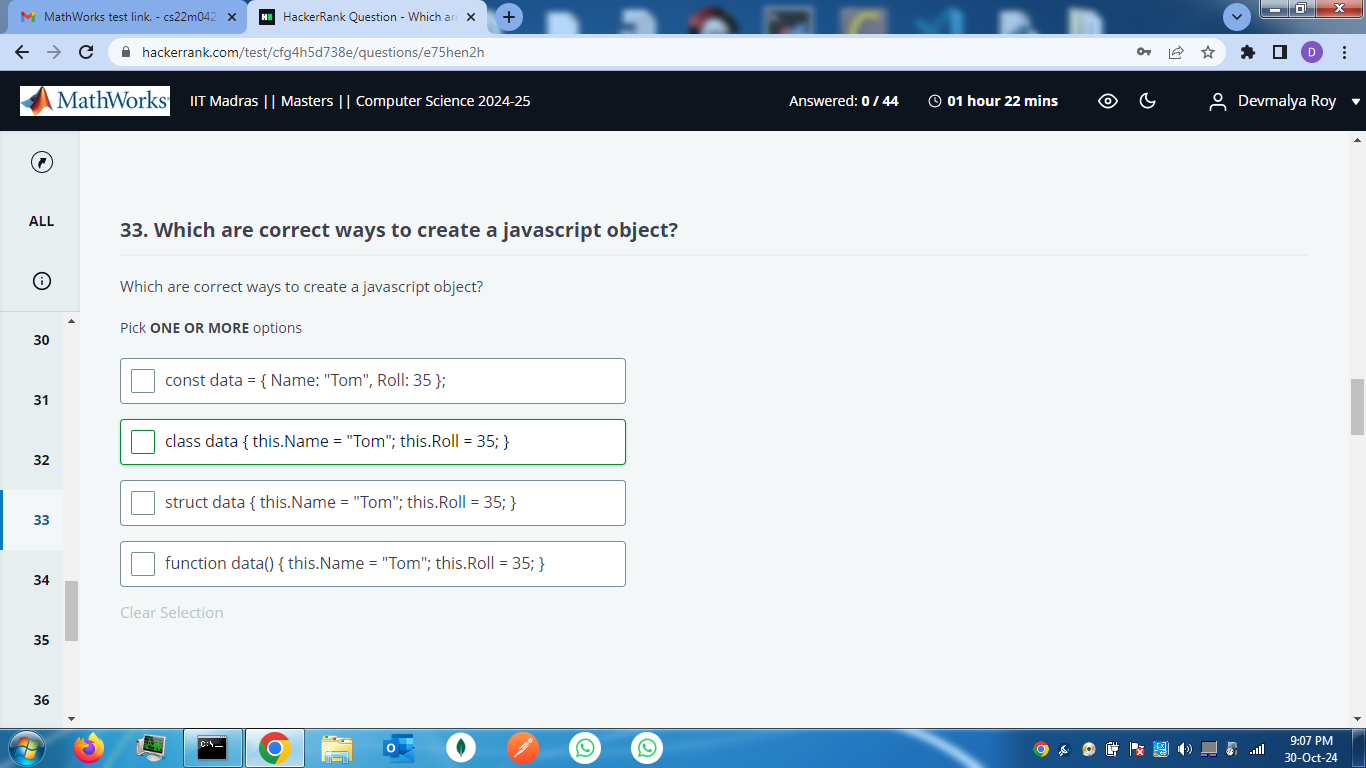 MathWorks test link. - cs22m042
HackerRank Question - Which are
hackerrank.com/test/cfg4h5d738e/questions/e75hen2h
D
MathWorks
IIT Madras || Masters || Computer Science 2024-25
Answered: 0 / 44
01 hour 22 mins
Devmalya Roy
ALL
30
31
32
33
34
35
36
33. Which are correct ways to create a javascript object?
Which are correct ways to create a javascript object?
Pick ONE OR MORE options
const data = { Name: "Tom", Roll: 35 };
class data { this.Name = "Tom"; this.Roll = 35; }
struct data { this.Name = "Tom"; this.Roll = 35; }
function data() { this.Name = "Tom"; this.Roll = 35; }
Clear Selection
9:07 PM
30-Oct-24